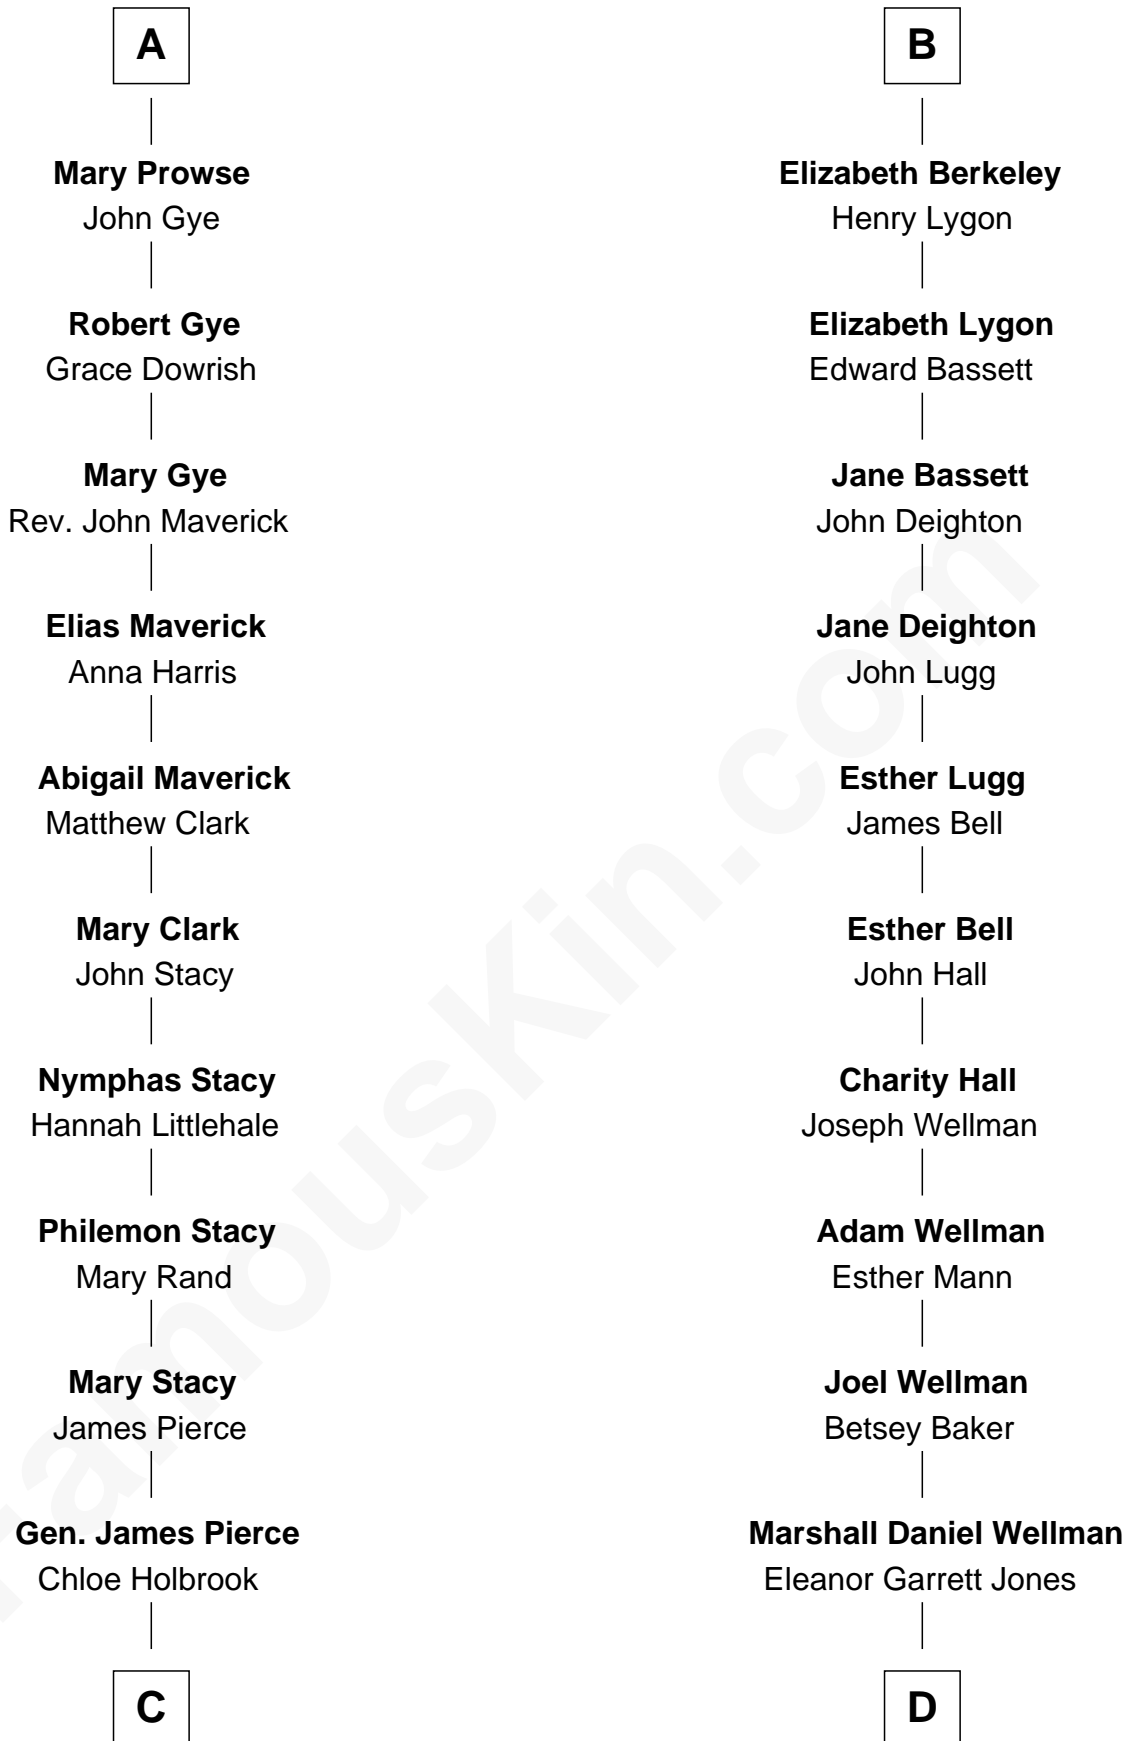 A
Mary Prowse
John Gye
Robert Gye
Grace Dowrish
Mary Gye
Rev. John Maverick
Elias Maverick
Anna Harris
Abigail Maverick
Matthew Clark
Mary Clark
John Stacy
Nymphas Stacy
Hannah Littlehale
Philemon Stacy
Mary Rand
Mary Stacy
James Pierce
Gen. James Pierce
Chloe Holbrook
C
B
Elizabeth Berkeley
Henry Lygon
Elizabeth Lygon
Edward Bassett
Jane Bassett
John Deighton
Jane Deighton
John Lugg
Esther Lugg
James Bell
Esther Bell
John Hall
Charity Hall
Joseph Wellman
Adam Wellman
Esther Mann
Joel Wellman
Betsey Baker
Marshall Daniel Wellman
Eleanor Garrett Jones
D
FamousKin.com